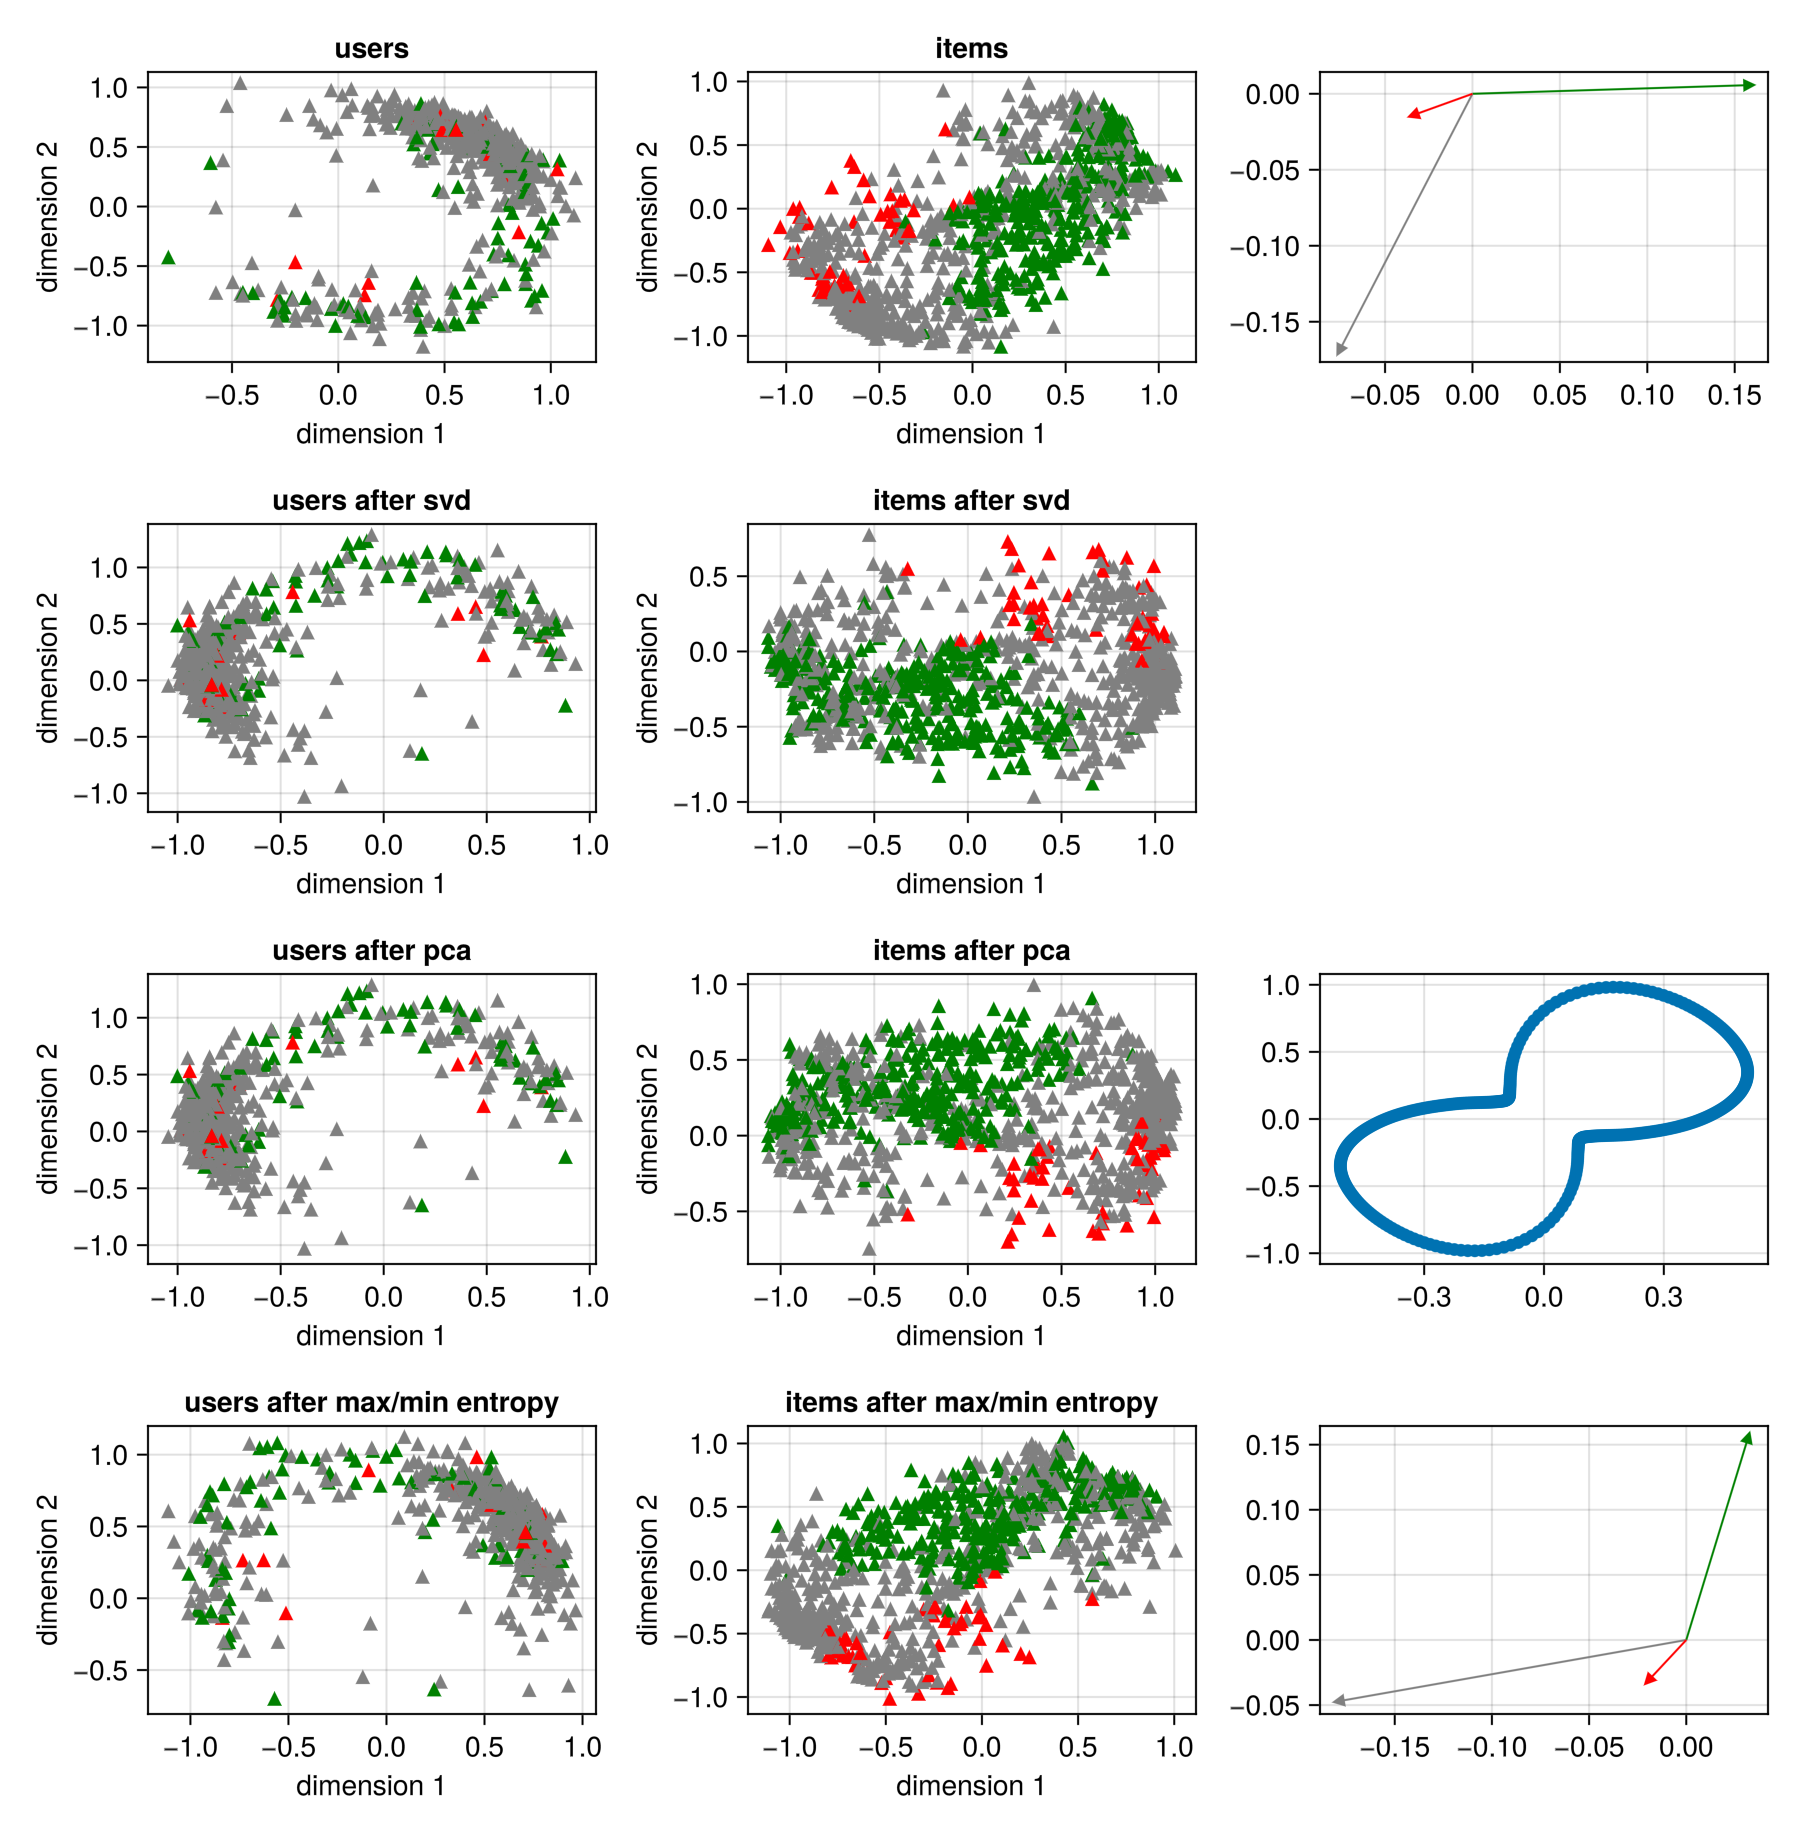 users
1.0
0.5
0.0
−0.5
−1.0
dimension 2
−0.5 0.0 0.5 1.0
dimension 1
items
1.0
0.5
0.0
−0.5
−1.0
−1.0 −0.5 0.0 0.5 1.0
dimension 1
0.00
−0.05
−0.10
−0.15
−0.05 0.00 0.05 0.10 0.15
users after svd
1.0
0.5
0.0
−0.5
−1.0
dimension 2
−1.0 −0.5 0.0 0.5 1.0
dimension 1
items after svd
0.5
0.0
−0.5
−1.0
dimension 2
−1.0 −0.5 0.0 0.5 1.0
dimension 1
users after pca
1.0
0.5
0.0
−0.5
−1.0
dimension 2
−1.0 −0.5 0.0 0.5 1.0
dimension 1
items after pca
1.0
0.5
0.0
−0.5
dimension 2
−1.0 −0.5 0.0 0.5 1.0
dimension 1
1.0
0.5
0.0
−0.5
−1.0
−0.3 0.0 0.3
users after max/min entropy
1.0
0.5
0.0
−0.5
dimension 2
−1.0 −0.5 0.0 0.5 1.0
dimension 1
items after max/min entropy
1.0
0.5
0.0
−0.5
−1.0
dimension 2
−1.0 −0.5 0.0 0.5 1.0
dimension 1
0.15
0.10
0.05
0.00
−0.05
−0.15 −0.10 −0.05 0.00
dimension 2